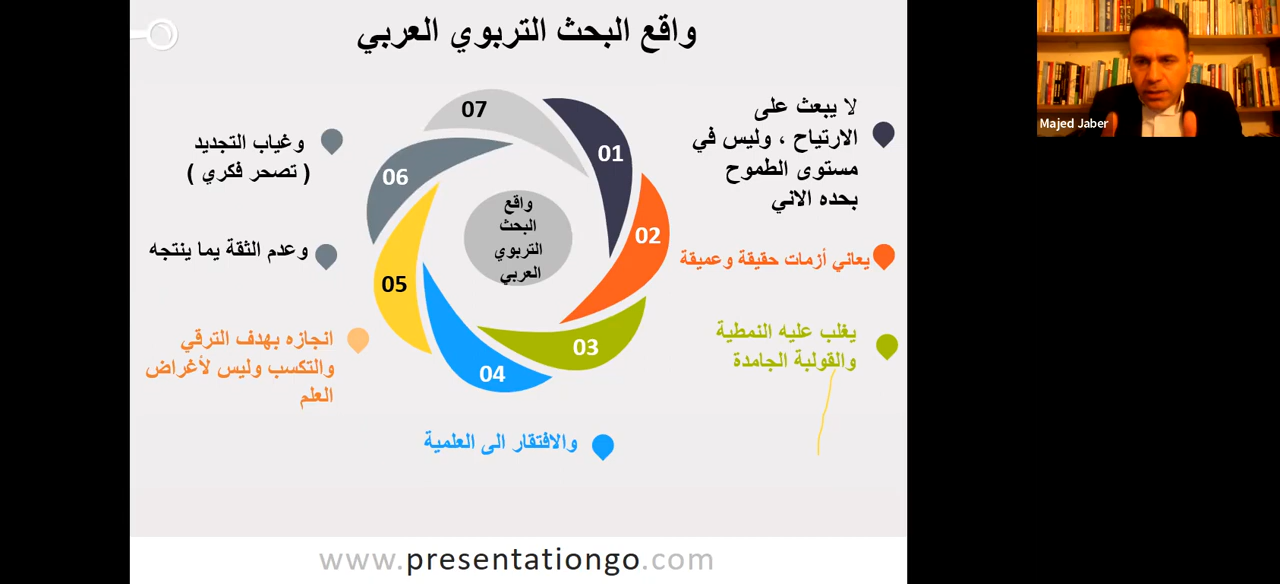 واقع البحث التربوي العربي
Majed Jaber
07
01
02
03
04
05
06
واقع
البحث
التربوي
العربي
لا يبعث على
الارتياح ، وليس في
مستوى الطموح
بحده الاني
يعاني أزمات حقيقة وعميقة
يغلب عليه النمطية
والقولبة الجامدة
والافتقار الى العلمية
انجازه بهدف الترقي
والتكسب وليس لأغراض
العلم
وعدم الثقة يما ينتجه
وغياب التجديد
( تصحر فكري )
www.presentationgo.com